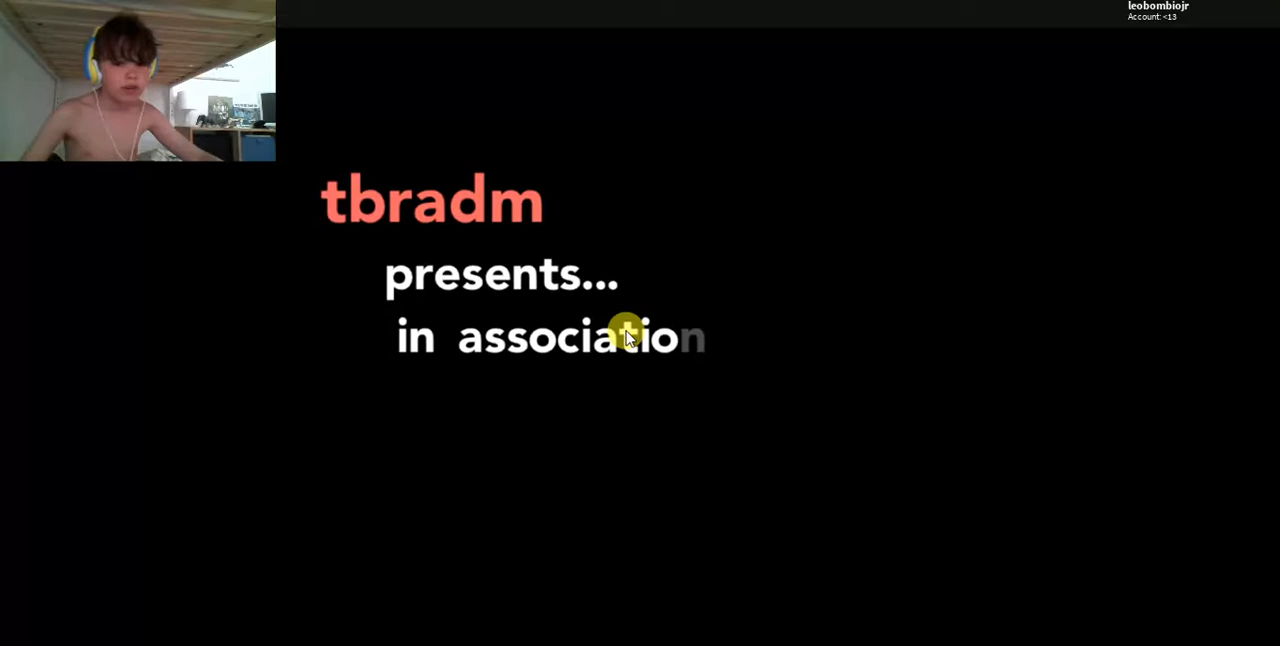 leobombiojr
Account: <13
tbradm
presents...
in association